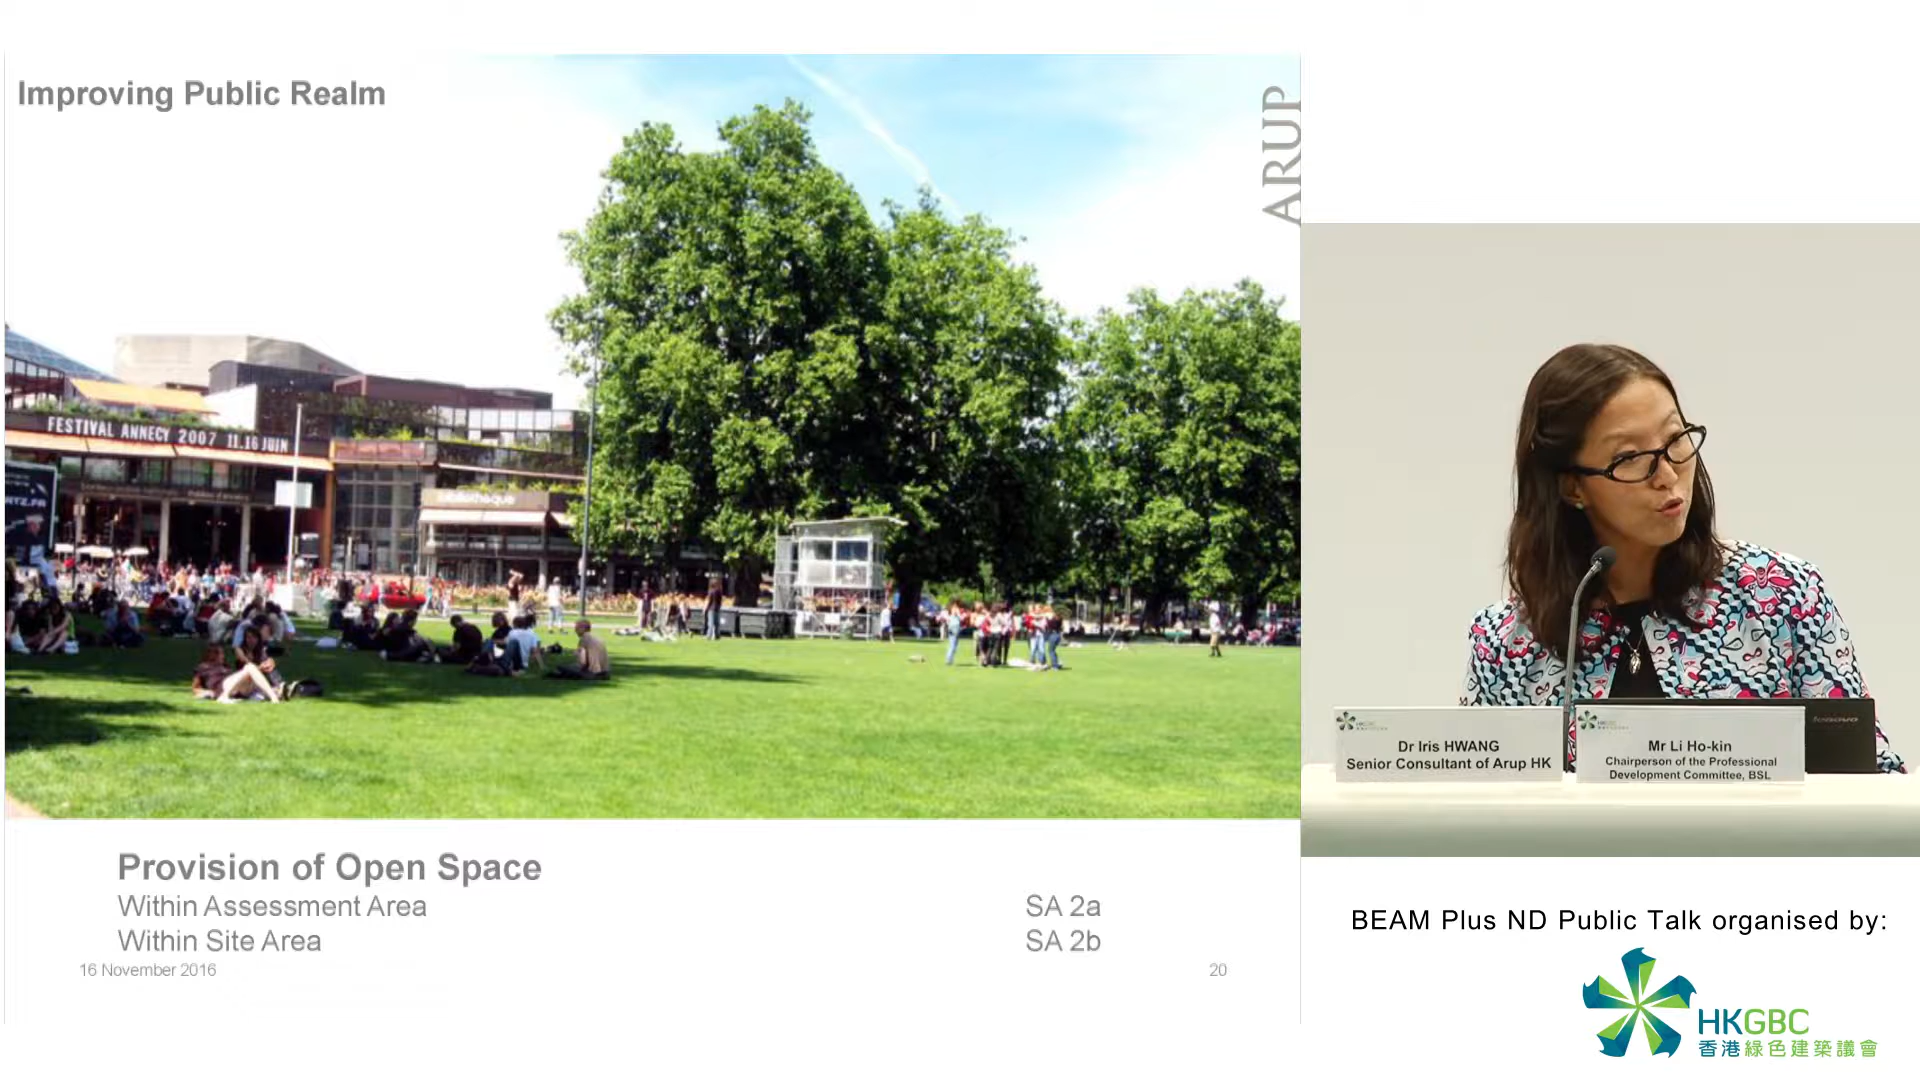 Improving Public Realm
ARUP
FESTIVAL ANNECY 2007 11.16 JUIN
bibliothèque
Provision of Open Space
Within Assessment Area SA 2a
Within Site Area SA 2b
16 November 2016 20
Dr Iris HWANG
Senior Consultant of Arup HK
Mr Li Ho-kin
Chairperson of the Professional
Development Committee, BSL
BEAM Plus ND Public Talk organised by:
HKGBC
香港綠色建築議會